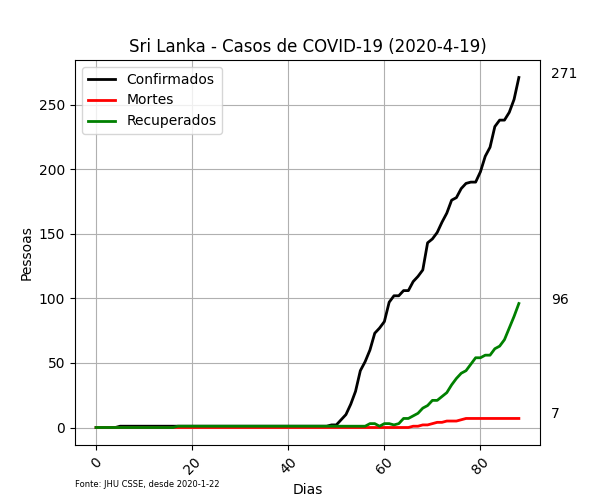 Sri Lanka - Casos de COVID-19 (2020-4-19)
Confirmados
Mortes
Recuperados
271
96
7
Pessoas
250
200
150
100
50
0
0
20
40
60
80
Dias
Fonte: JHU CSSE, desde 2020-1-22